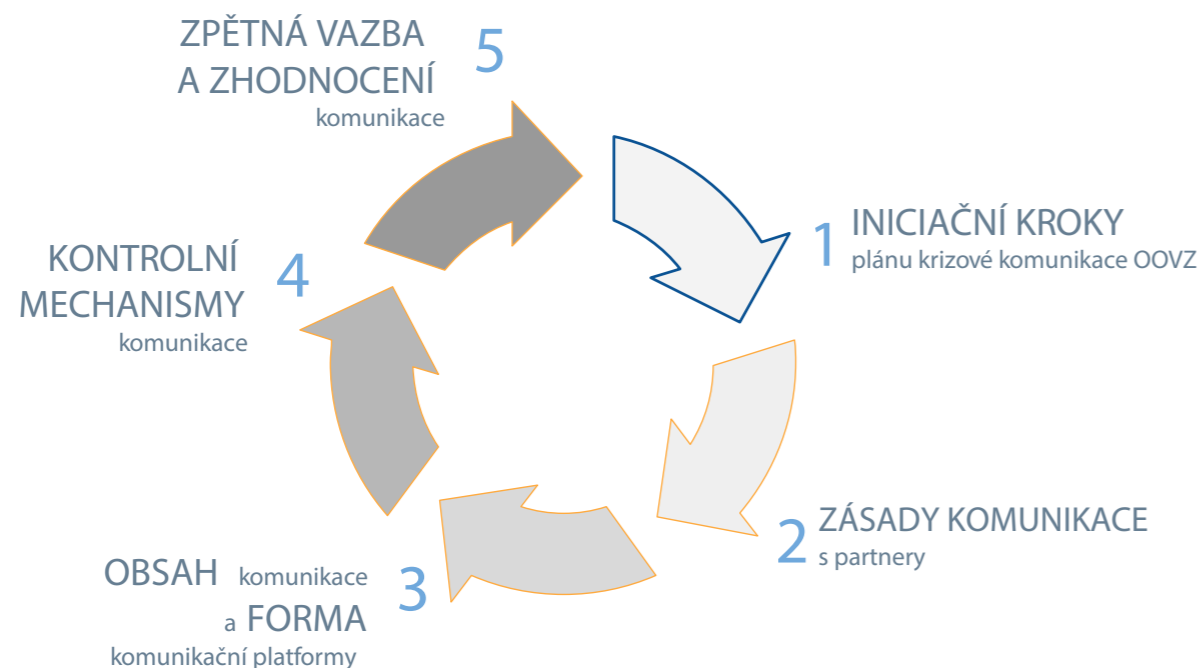 1 INICIAČNÍ KROKY
plánu krizové komunikace OOVZ
2 ZÁSADY KOMUNIKACE
s partnery
3
OBSAH komunikace
a FORMA
komunikační platformy
4
KONTROLNÍ
MECHANISMY
komunikace
5
ZPĚTNÁ VAZBA
A ZHODNOCENÍ
komunikace